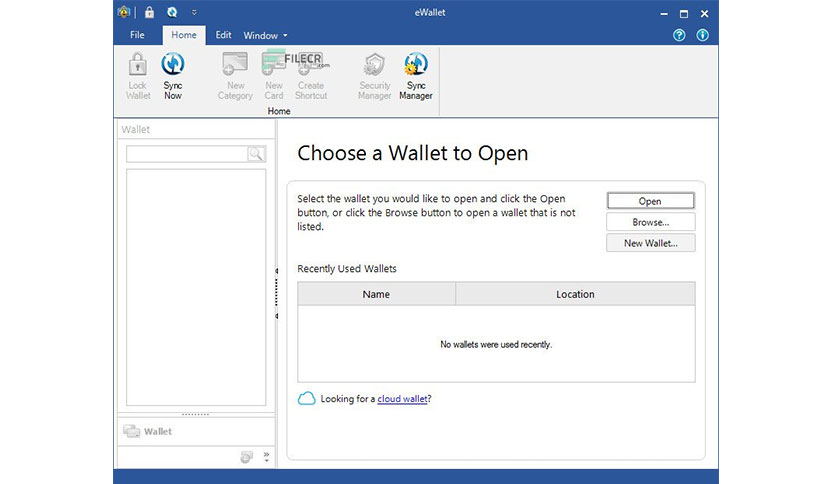 eWallet
File Home Edit Window
FILECR
.com
Lock
Wallet
Sync
Now
New
Category
New
Card
Create
Shortcut
Security
Manager
Sync
Manager
Home
Wallet
Choose a Wallet to Open
Select the wallet you would like to open and click the Open
button, or click the Browse button to open a wallet that is not
listed.
Open
Browse...
New Wallet...
Recently Used Wallets
Name Location
No wallets were used recently.
Looking for a cloud wallet?
Wallet